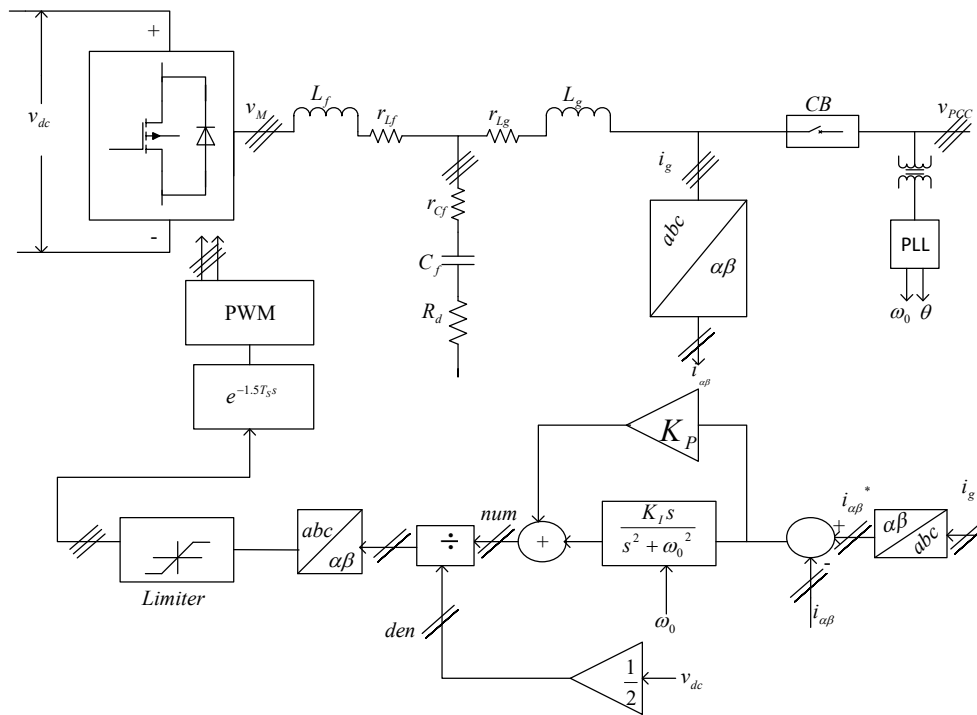 +
v_dc
-
v_M
L_f
r_Lf
r_Lg
L_g
CB
v_PCC
i_g
r_Cf
C_f
R_d
abc
αβ
PLL
ω_0 θ
i_αβ
PWM
e^{-1.5T_S s}
K_P
K_I s
s^2 + ω_0^2
ω_0
+
i_αβ^*
αβ
abc
i_g
-
i_αβ
+
num
÷
den
abc
αβ
Limiter
1
2
v_dc